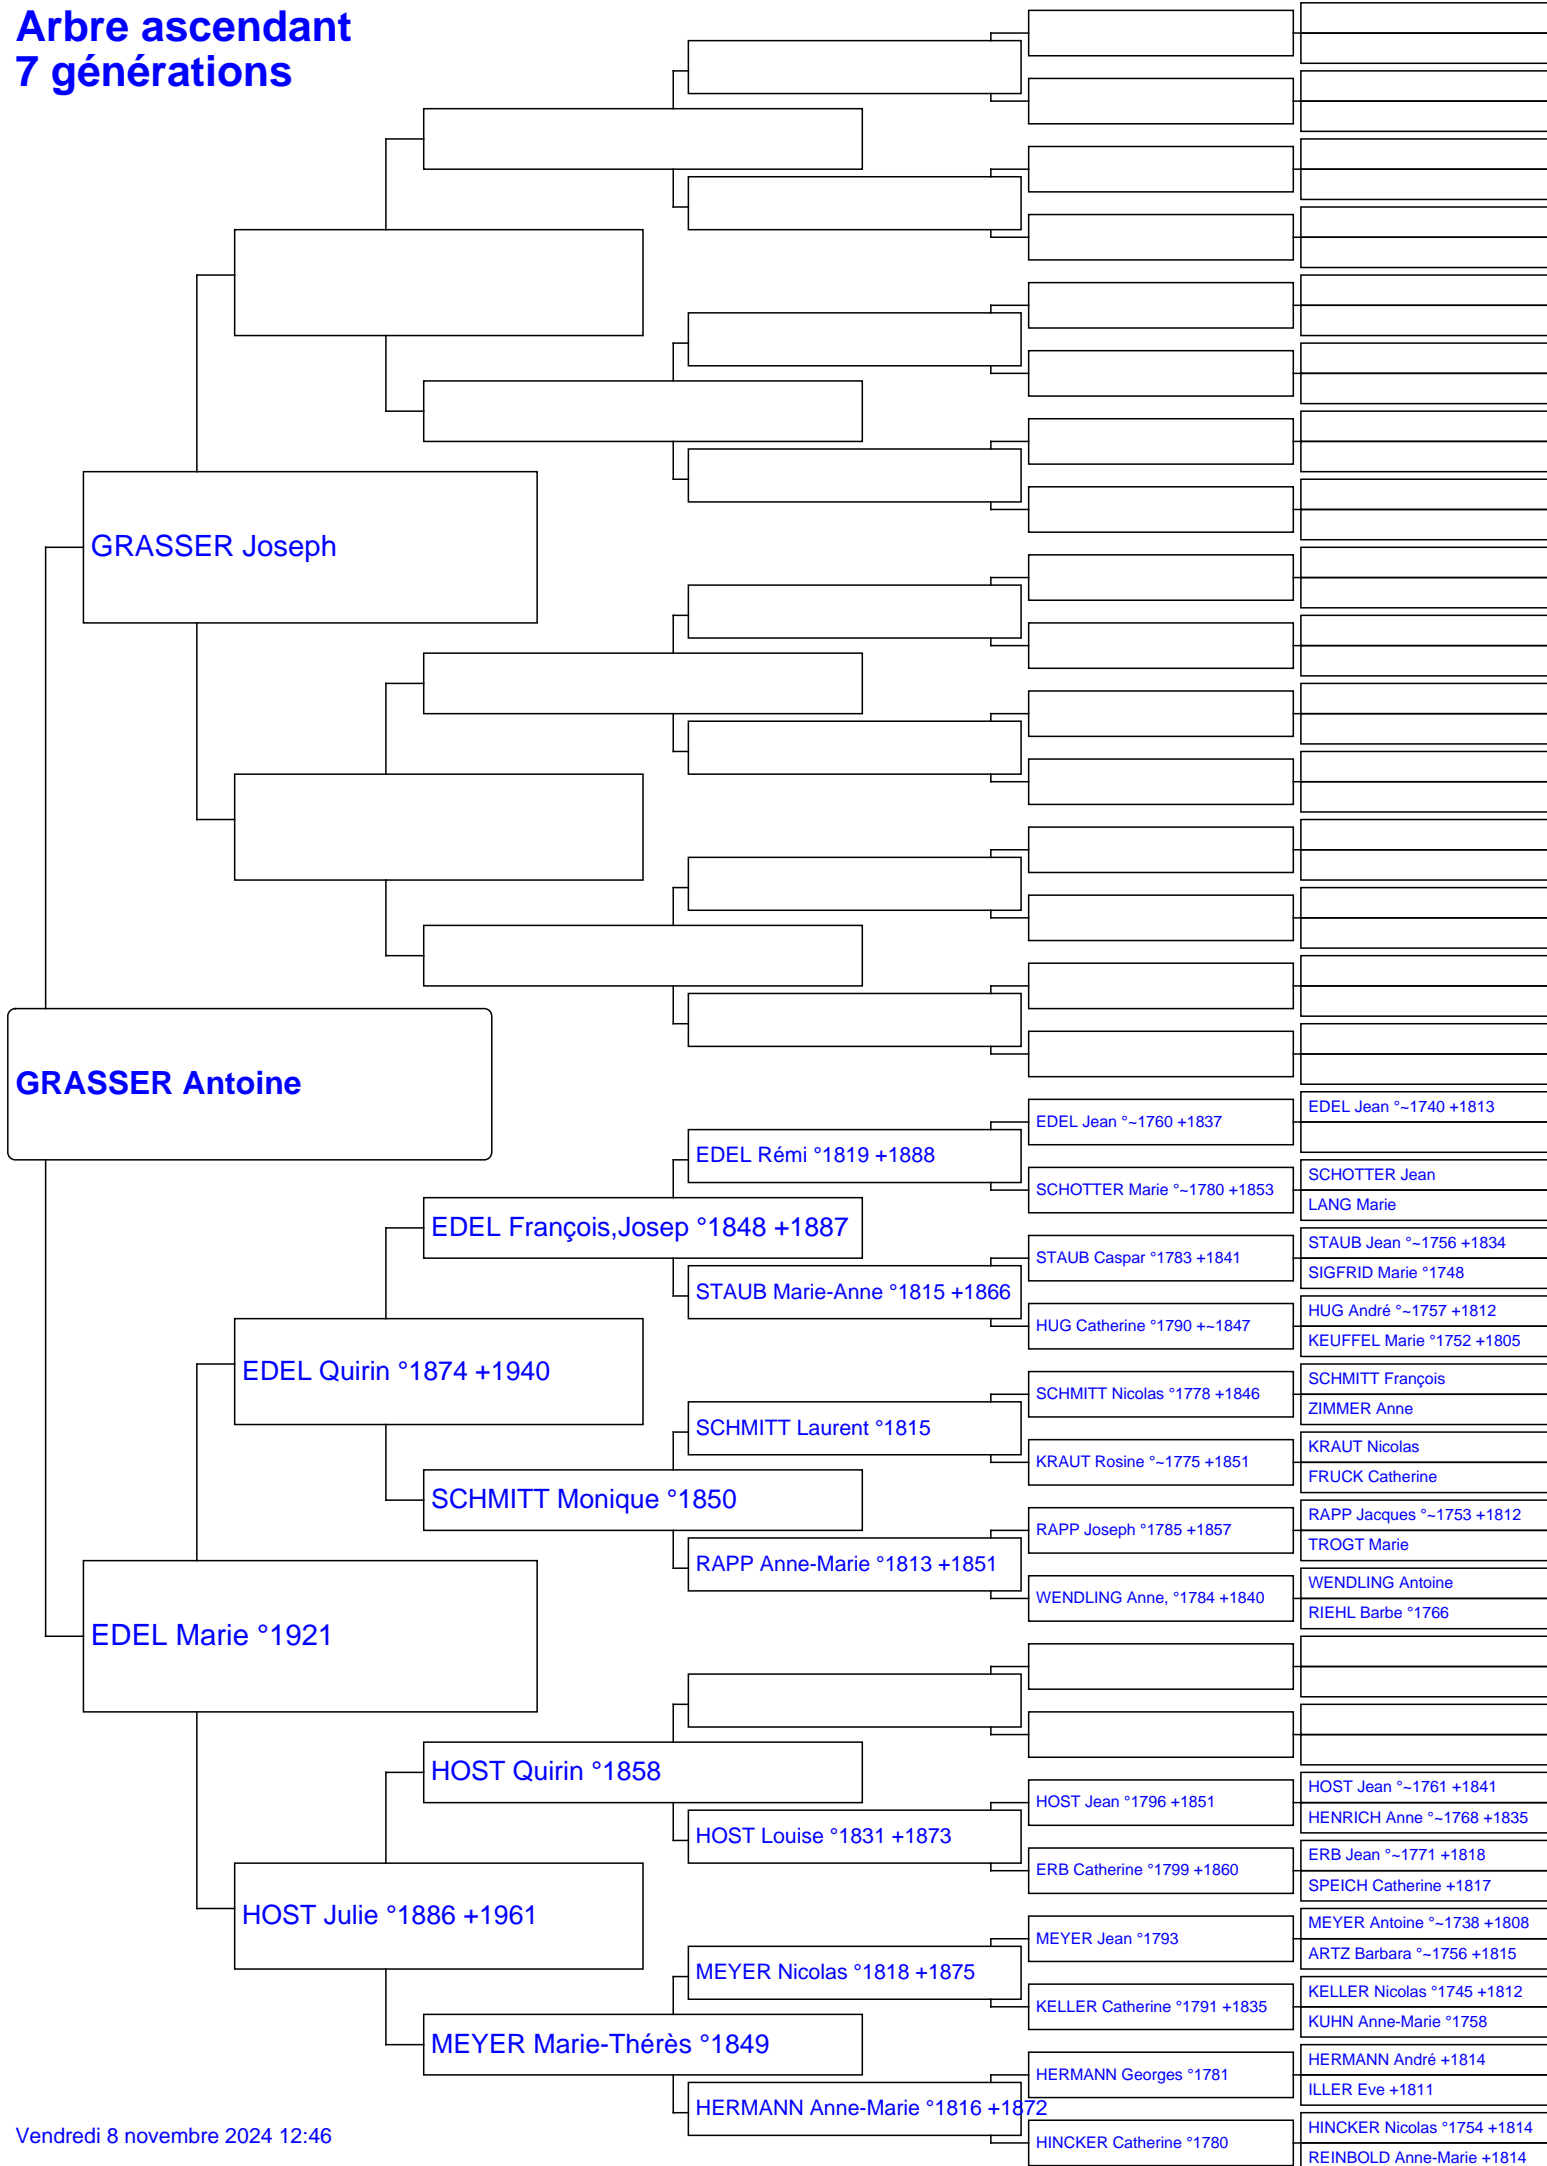 Arbre ascendant
7 générations
GRASSER Joseph
GRASSER Antoine
EDEL Jean °~1740 +1813
EDEL Jean °~1760 +1837
EDEL Rémi °1819 +1888
SCHOTTER Jean
SCHOTTER Marie °~1780 +1853
LANG Marie
EDEL François,Josep °1848 +1887
STAUB Jean °~1756 +1834
STAUB Caspar °1783 +1841
SIGFRID Marie °1748
STAUB Marie-Anne °1815 +1866
HUG André °~1757 +1812
HUG Catherine °1790 +~1847
KEUFFEL Marie °1752 +1805
EDEL Quirin °1874 +1940
SCHMITT François
SCHMITT Nicolas °1778 +1846
ZIMMER Anne
SCHMITT Laurent °1815
KRAUT Nicolas
KRAUT Rosine °~1775 +1851
FRUCK Catherine
SCHMITT Monique °1850
RAPP Jacques °~1753 +1812
RAPP Joseph °1785 +1857
TROGT Marie
RAPP Anne-Marie °1813 +1851
WENDLING Antoine
WENDLING Anne, °1784 +1840
RIEHL Barbe °1766
EDEL Marie °1921
HOST Quirin °1858
HOST Jean °~1761 +1841
HOST Jean °1796 +1851
HENRICH Anne °~1768 +1835
HOST Louise °1831 +1873
ERB Jean °~1771 +1818
ERB Catherine °1799 +1860
SPEICH Catherine +1817
HOST Julie °1886 +1961
MEYER Antoine °~1738 +1808
MEYER Jean °1793
ARTZ Barbara °~1756 +1815
MEYER Nicolas °1818 +1875
KELLER Nicolas °1745 +1812
KELLER Catherine °1791 +1835
KUHN Anne-Marie °1758
MEYER Marie-Thérès °1849
HERMANN André +1814
HERMANN Georges °1781
ILLER Eve +1811
HERMANN Anne-Marie °1816 +1872
HINCKER Nicolas °1754 +1814
HINCKER Catherine °1780
REINBOLD Anne-Marie +1814
Vendredi 8 novembre 2024 12:46